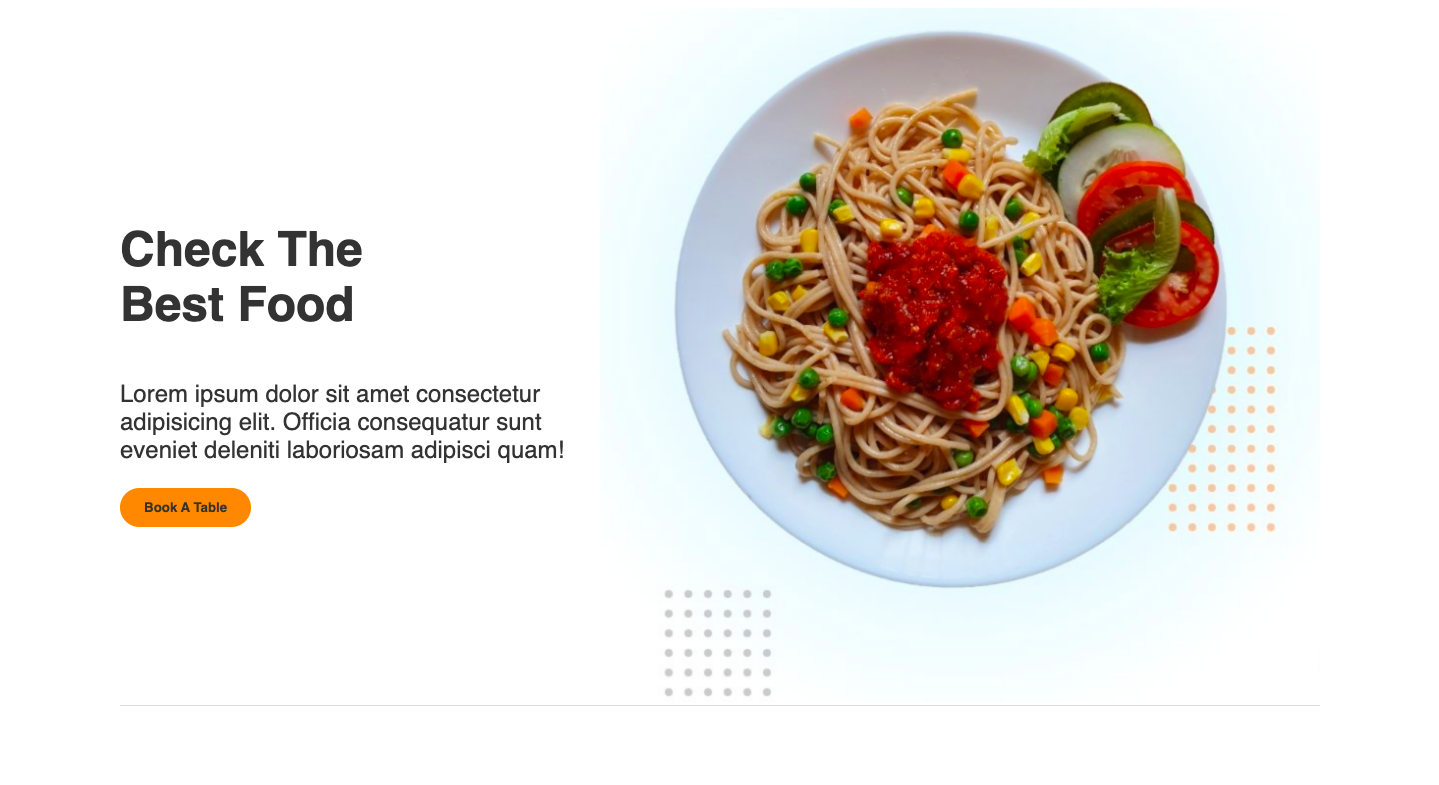 Check The
Best Food
Lorem ipsum dolor sit amet consectetur
adipisicing elit. Officia consequatur sunt
eveniet deleniti laboriosam adipisci quam!
Book A Table